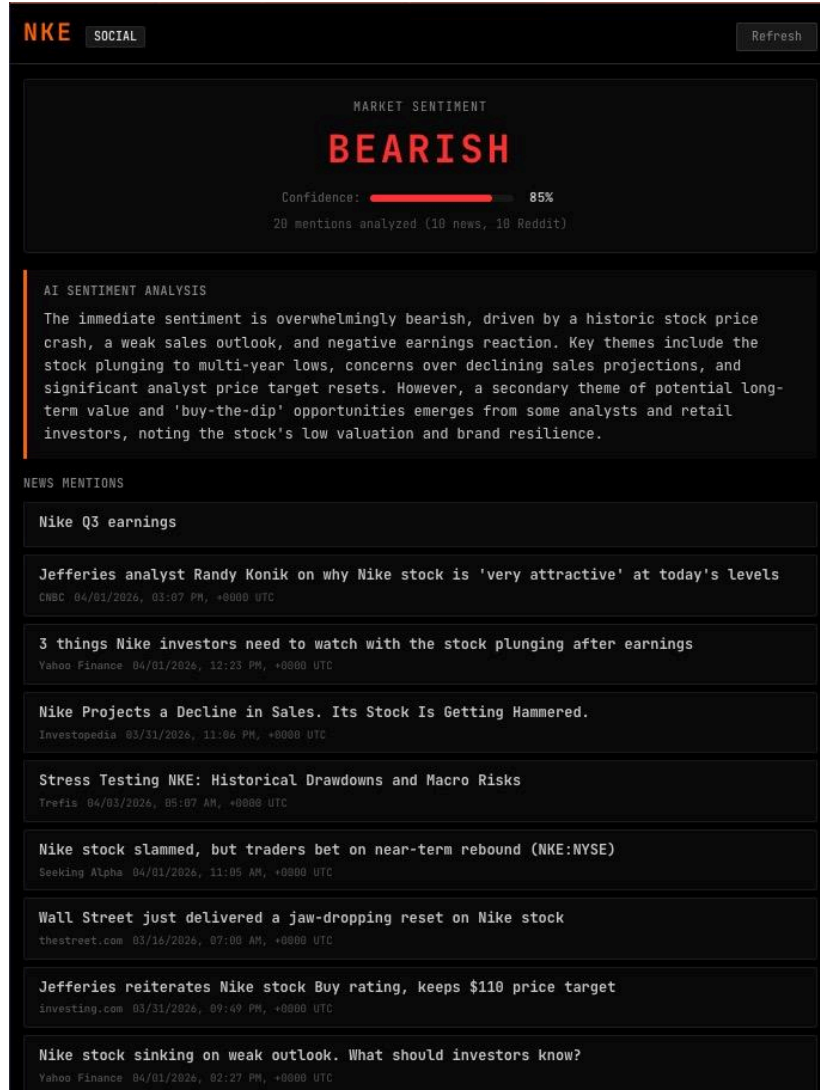 NKE SOCIAL Refresh
MARKET SENTIMENT
BEARISH
Confidence: 85%
20 mentions analyzed (10 news, 10 Reddit)
AI SENTIMENT ANALYSIS
The immediate sentiment is overwhelmingly bearish, driven by a historic stock price
crash, a weak sales outlook, and negative earnings reaction. Key themes include the
stock plunging to multi-year lows, concerns over declining sales projections, and
significant analyst price target resets. However, a secondary theme of potential long-
term value and 'buy-the-dip' opportunities emerges from some analysts and retail
investors, noting the stock's low valuation and brand resilience.
NEWS MENTIONS
Nike Q3 earnings
Jefferies analyst Randy Konik on why Nike stock is 'very attractive' at today's levels
CNBC 04/01/2026, 03:07 PM, +0000 UTC
3 things Nike investors need to watch with the stock plunging after earnings
Yahoo Finance 04/01/2026, 12:23 PM, +0000 UTC
Nike Projects a Decline in Sales. Its Stock Is Getting Hammered.
Investopedia 03/31/2026, 11:06 PM, +0000 UTC
Stress Testing NKE: Historical Drawdowns and Macro Risks
Trefis 04/03/2026, 05:07 AM, +0000 UTC
Nike stock slammed, but traders bet on near-term rebound (NKE:NYSE)
Seeking Alpha 04/01/2026, 11:05 AM, +0000 UTC
Wall Street just delivered a jaw-dropping reset on Nike stock
thestreet.com 03/16/2026, 07:00 AM, +0000 UTC
Jefferies reiterates Nike stock Buy rating, keeps $110 price target
investing.com 03/31/2026, 09:49 PM, +0000 UTC
Nike stock sinking on weak outlook. What should investors know?
Yahoo Finance 04/01/2026, 02:27 PM, +0000 UTC